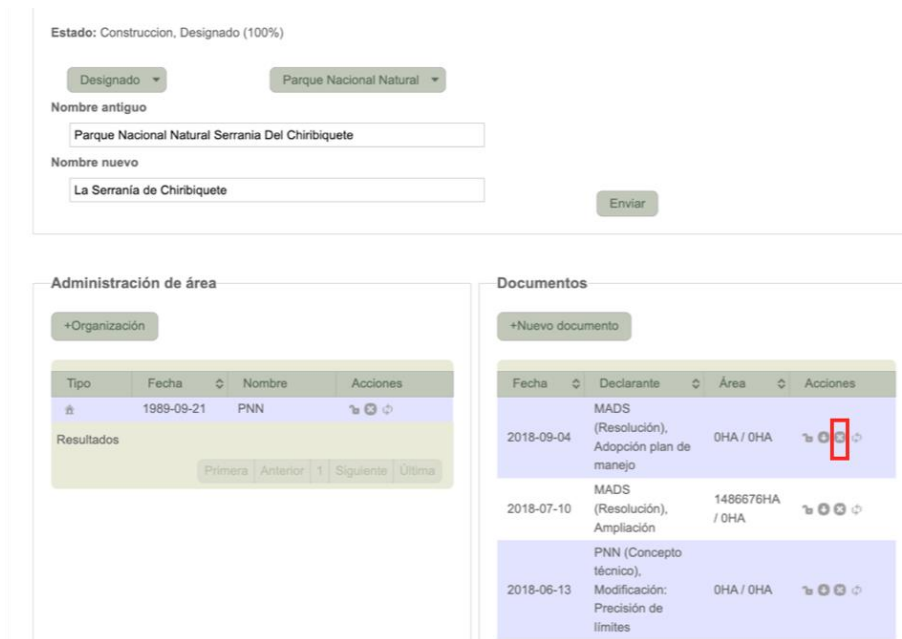 Estado: Construccion, Designado (100%)
Designado
Parque Nacional Natural
Nombre antiguo
Parque Nacional Natural Serrania Del Chiribiquete
Nombre nuevo
La Serranía de Chiribiquete
Enviar
Administración de área
+Organización
Tipo Fecha Nombre Acciones
1989-09-21 PNN
Resultados
Primera Anterior 1 Siguiente Última
Documentos
+Nuevo documento
Fecha Declarante Área Acciones
MADS
(Resolución),
2018-09-04 Adopción plan de 0HA / 0HA
manejo
MADS
2018-07-10 (Resolución), 1486676HA
Ampliación / 0HA
PNN (Concepto
técnico),
2018-06-13 Modificación: 0HA / 0HA
Precisión de
límites